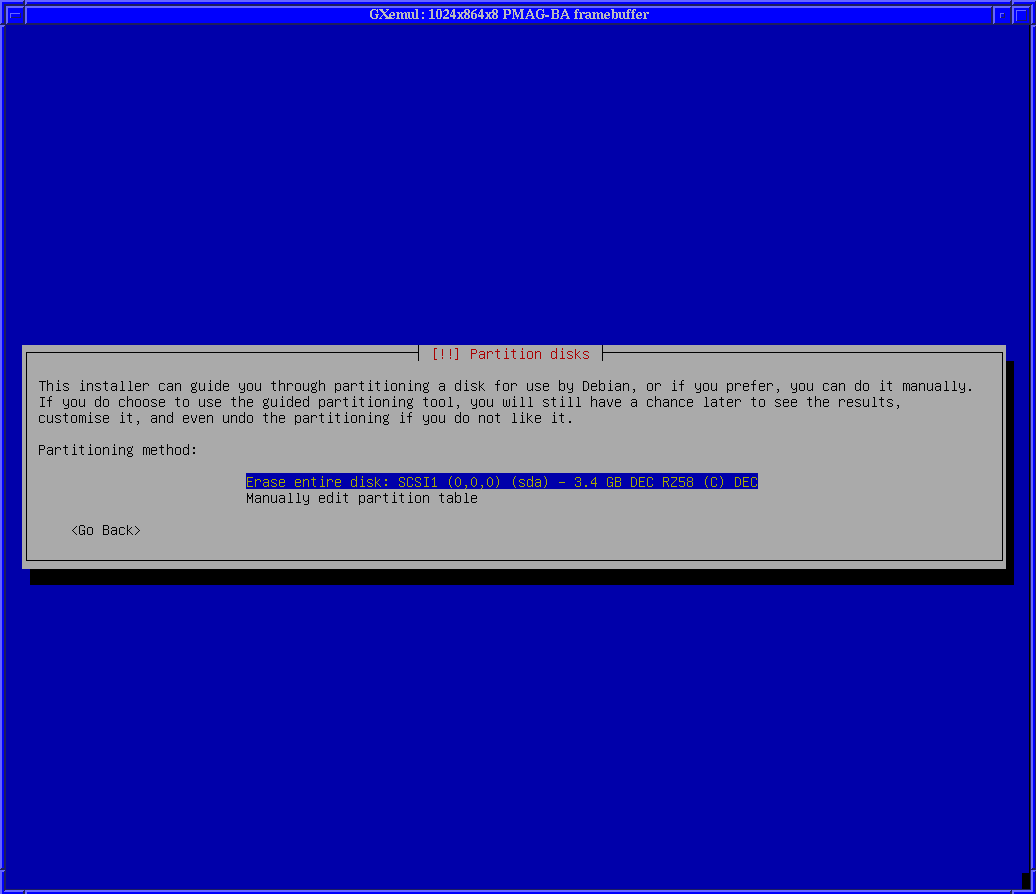 GXemul: 1024x864x8 PMAG-BA framebuffer
[!!] Partition disks
This installer can guide you through partitioning a disk for use by Debian, or if you prefer, you can do it manually.
If you do choose to use the guided partitioning tool, you will still have a chance later to see the results,
customise it, and even undo the partitioning if you do not like it.
Partitioning method:
Erase entire disk: SCSI1 (0,0,0) (sda) - 3.4 GB DEC RZ58 (C) DEC
Manually edit partition table
<Go Back>